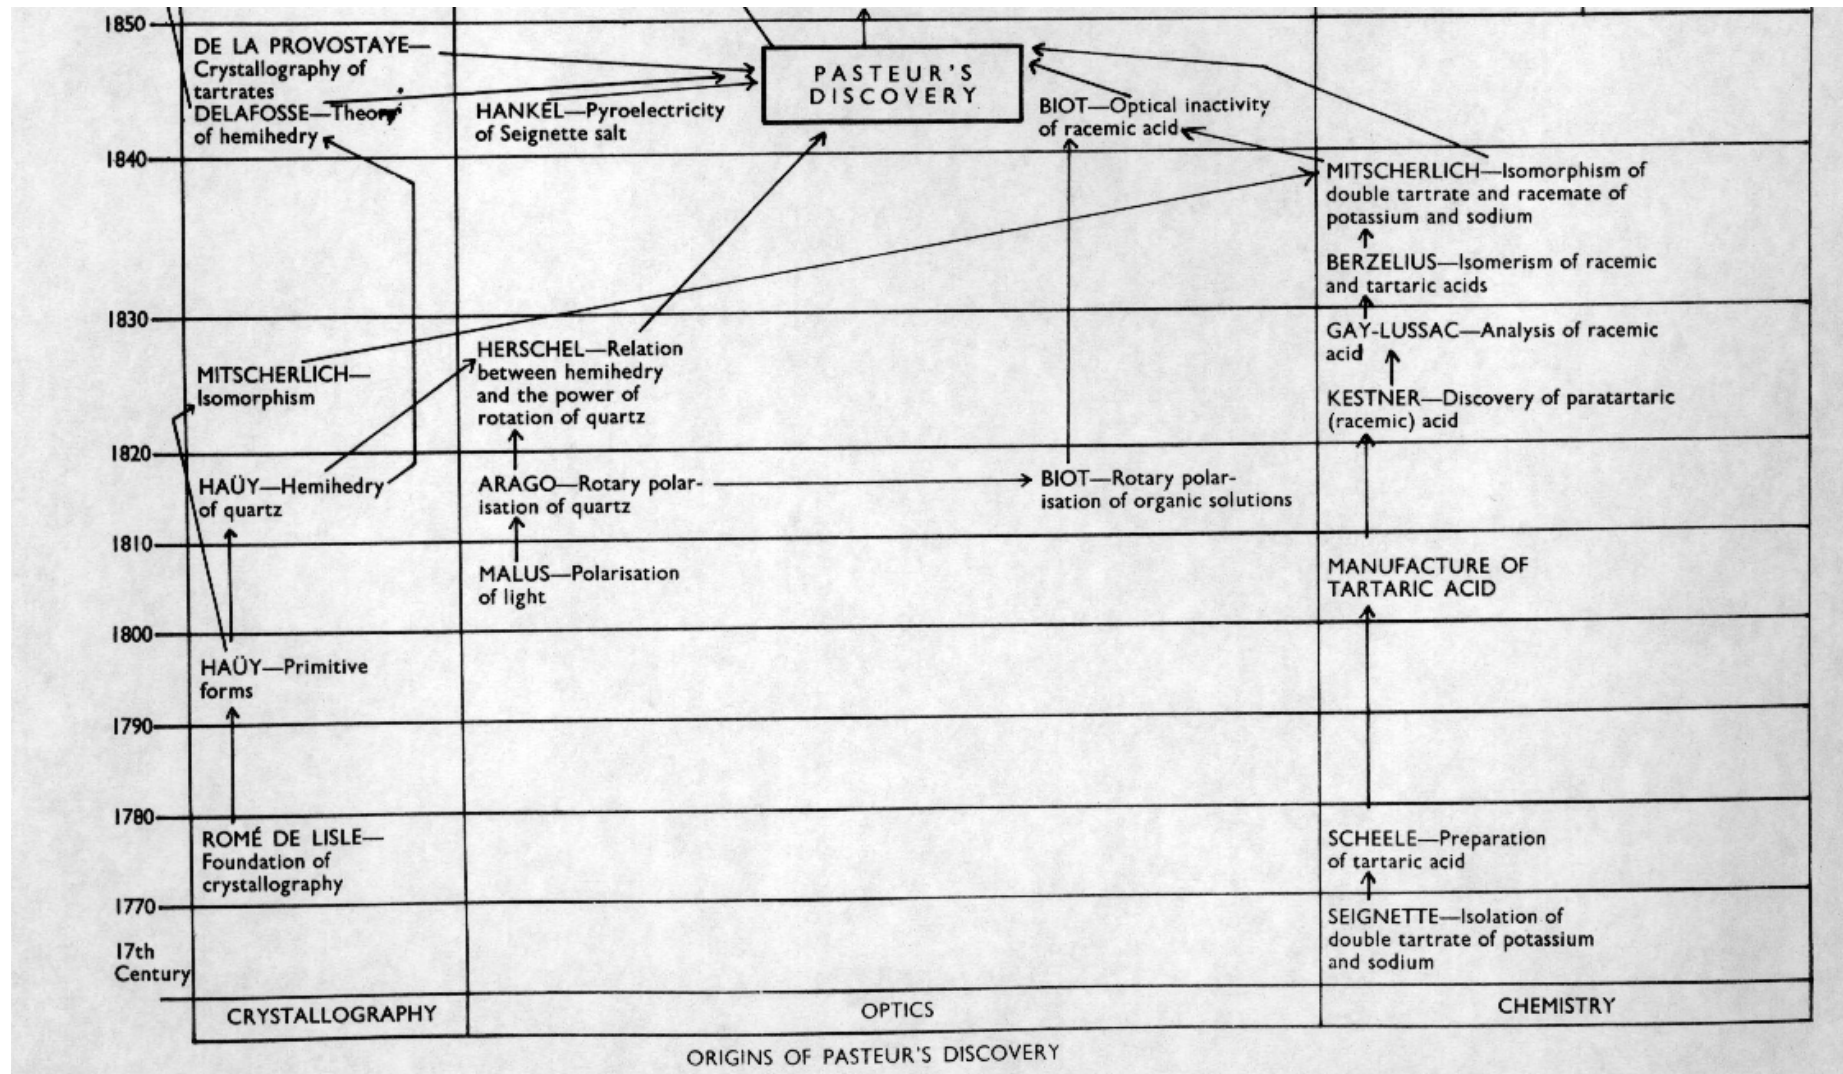 1850
DE LA PROVOSTAYE—
Crystallography of
tartrates
DELAFOSSE—Theory
of hemihedry
HANKEL—Pyroelectricity
of Seignette salt
PASTEUR'S
DISCOVERY
BIOT—Optical inactivity
of racemic acid
1840
MITSCHERLICH—Isomorphism of
double tartrate and racemate of
potassium and sodium
BERZELIUS—Isomerism of racemic
and tartaric acids
1830
GAY-LUSSAC—Analysis of racemic
acid
MITSCHERLICH—
Isomorphism
HERSCHEL—Relation
between hemihedry
and the power of
rotation of quartz
KESTNER—Discovery of paratartaric
(racemic) acid
1820
HAÜY—Hemihedry
of quartz
ARAGO—Rotary polar-
isation of quartz
BIOT—Rotary polar-
isation of organic solutions
1810
MALUS—Polarisation
of light
MANUFACTURE OF
TARTARIC ACID
1800
HAÜY—Primitive
forms
1790
1780
ROMÉ DE LISLE—
Foundation of
crystallography
SCHEELE—Preparation
of tartaric acid
1770
SEIGNETTE—Isolation of
double tartrate of potassium
and sodium
17th
Century
CRYSTALLOGRAPHY
OPTICS
CHEMISTRY
ORIGINS OF PASTEUR'S DISCOVERY